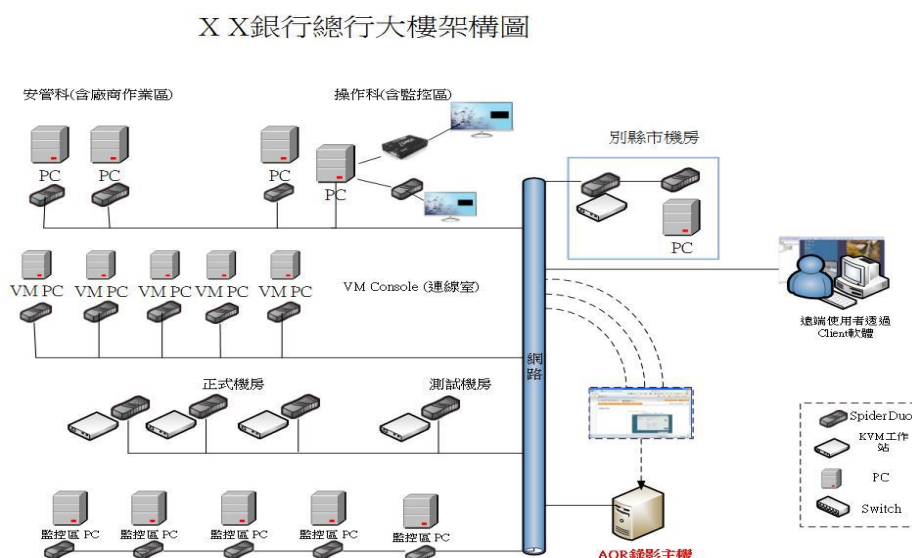 X X銀行總行大樓架構圖
安管科(含廠商作業區)
操作科(含監控區)
別縣市機房
PC
PC
PC
PC
PC
VM PC
VM PC
VM PC
VM PC
VM PC
VM Console (連線室)
遠端使用者透過
Client軟體
網路
正式機房
測試機房
SpiderDuo
KVM工作
站
PC
Switch
監控區 PC
監控區 PC
監控區 PC
監控區 PC
監控區 PC
AOR錄影主機